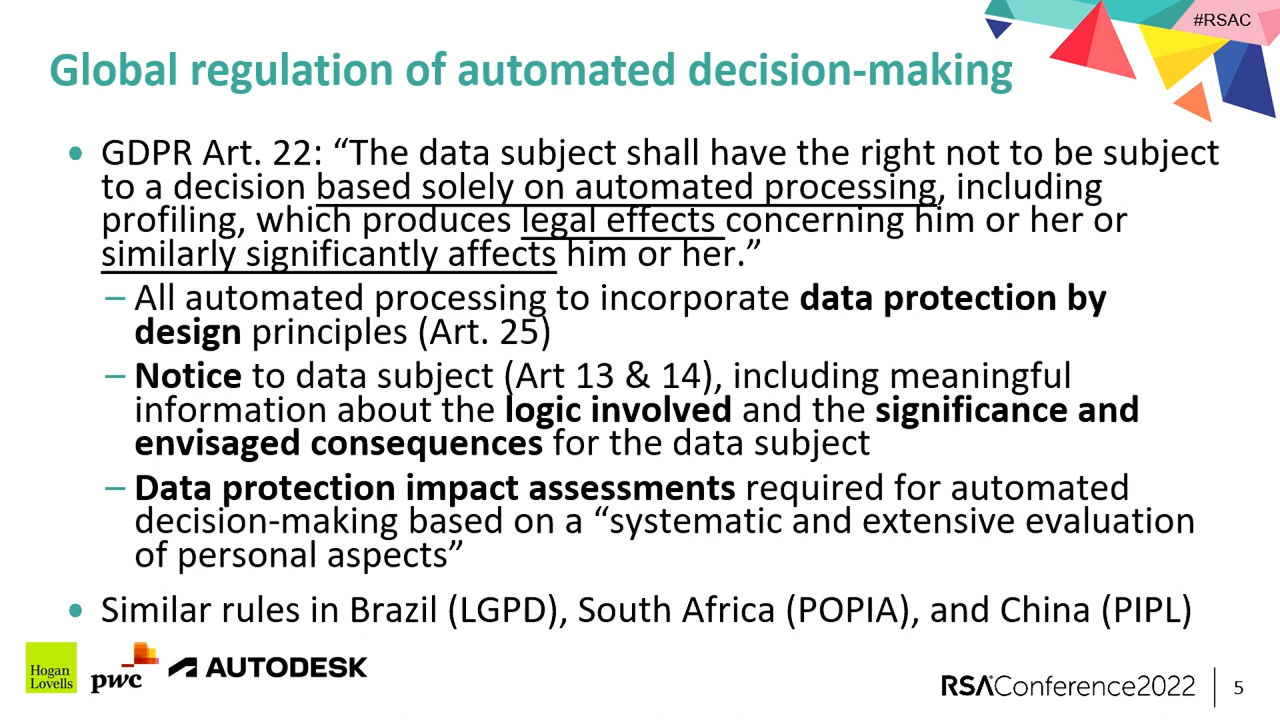 #RSAC
Global regulation of automated decision-making
• GDPR Art. 22: “The data subject shall have the right not to be subject
to a decision based solely on automated processing, including
profiling, which produces legal effects concerning him or her or
similarly significantly affects him or her.”
– All automated processing to incorporate data protection by
design principles (Art. 25)
– Notice to data subject (Art 13 & 14), including meaningful
information about the logic involved and the significance and
envisaged consequences for the data subject
– Data protection impact assessments required for automated
decision-making based on a “systematic and extensive evaluation
of personal aspects”
• Similar rules in Brazil (LGPD), South Africa (POPIA), and China (PIPL)
Hogan
Lovells
pwc
AUTODESK
RSAConference2022
5